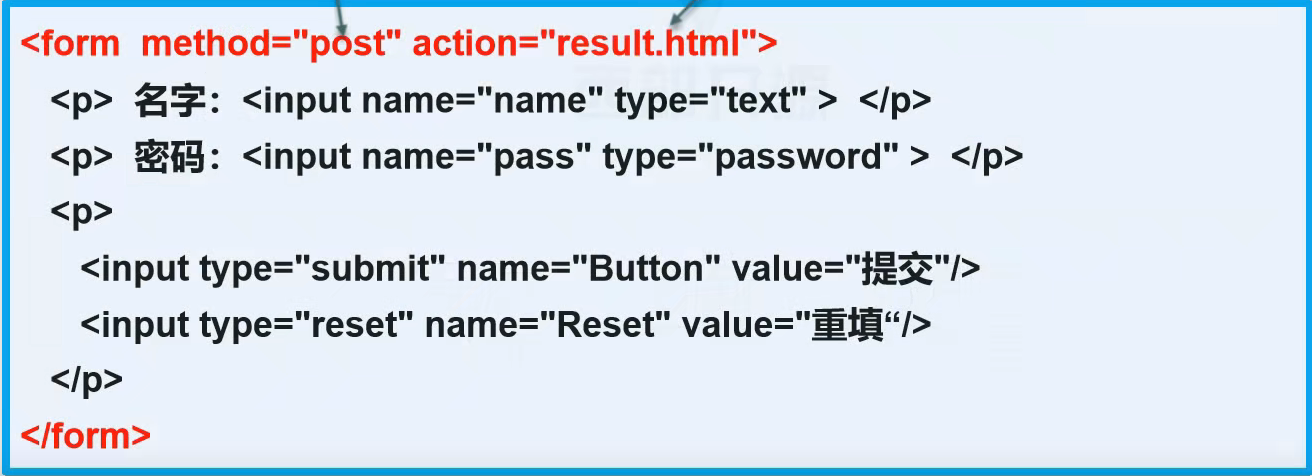 <form  method="post" action="result.html">
<p>  名字：<input name="name" type="text" >  </p>
<p>  密码：<input name="pass" type="password" >  </p>
<p>
<input type="submit" name="Button" value="提交"/>
<input type="reset" name="Reset" value="重填“/>
</p>
</form>